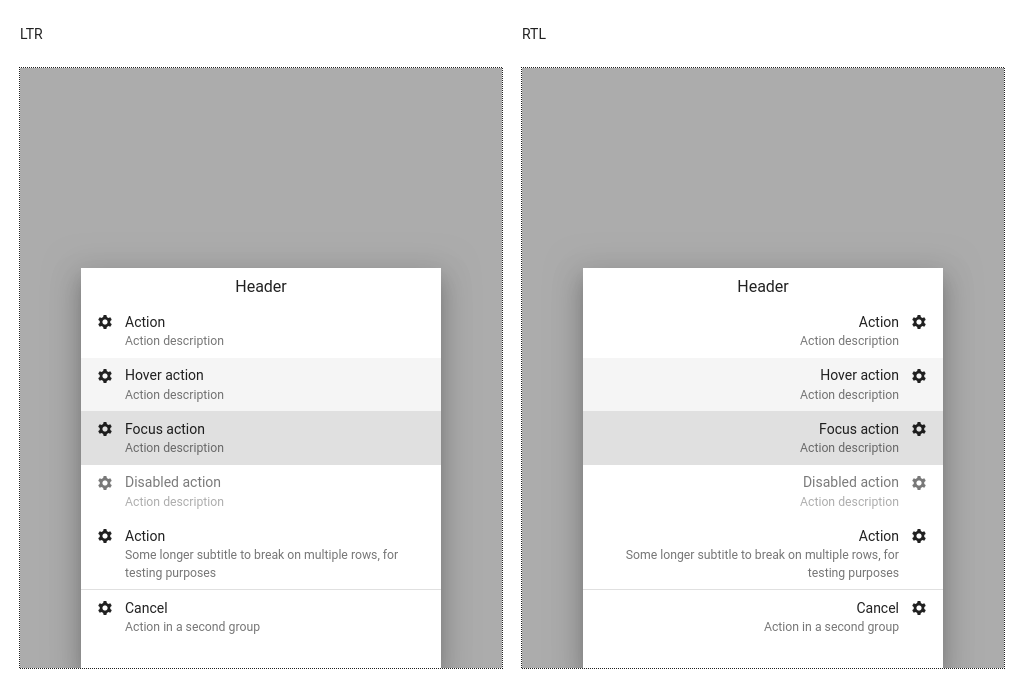 LTR
Header
Action
Action description
Hover action
Action description
Focus action
Action description
Disabled action
Action description
Action
Some longer subtitle to break on multiple rows, for
testing purposes
Cancel
Action in a second group
RTL
Header
Action
Action description
Hover action
Action description
Focus action
Action description
Disabled action
Action description
Action
Some longer subtitle to break on multiple rows, for
testing purposes
Cancel
Action in a second group